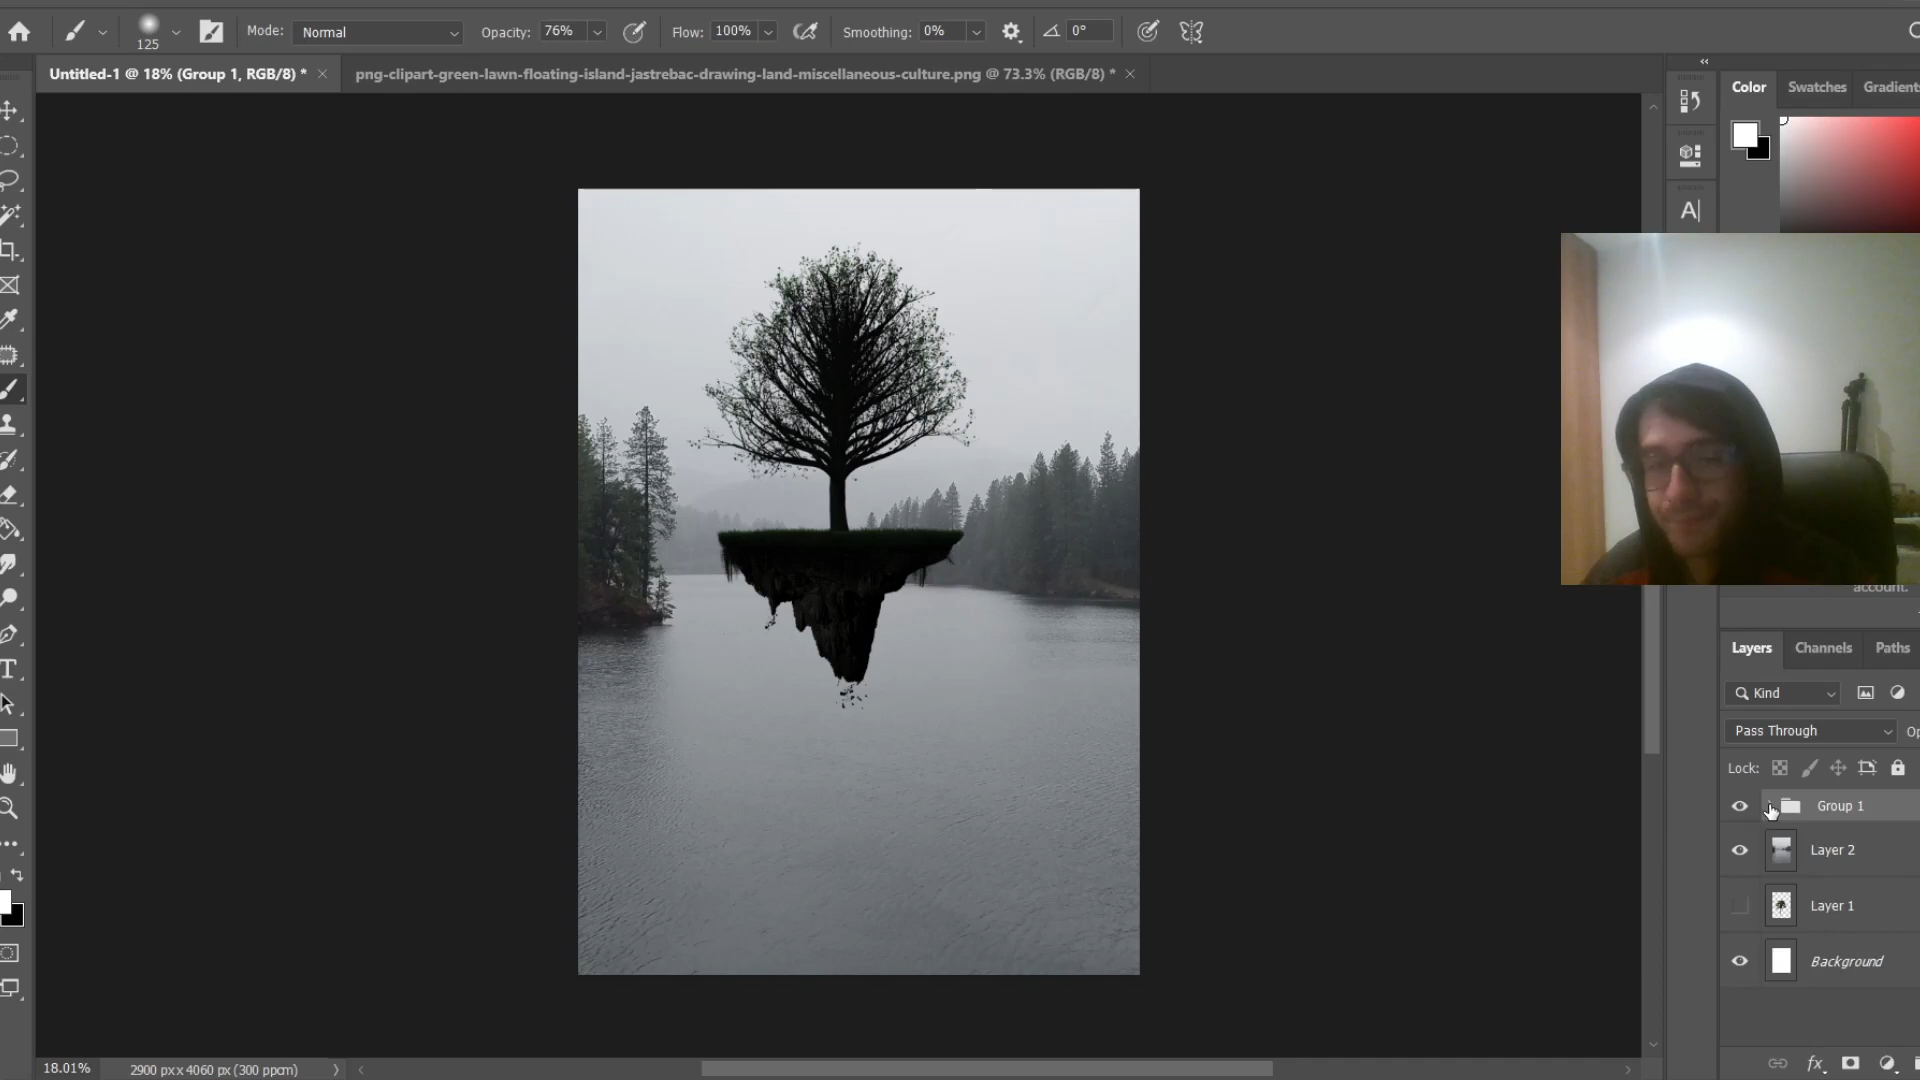 125
Mode:
Normal
Opacity:
76%
Flow:
100%
Smoothing:
0%
0°
Untitled-1 @ 18% (Group 1, RGB/8) *
png-clipart-green-lawn-floating-island-jastrebac-drawing-land-miscellaneous-culture.png @ 73.3% (RGB/8) *
Color
Swatches
Gradients
account.
Layers
Channels
Paths
Kind
Pass Through
Op
Lock:
Group 1
Layer 2
Layer 1
Background
fx
18.01%
2900 px x 4060 px (300 ppcm)